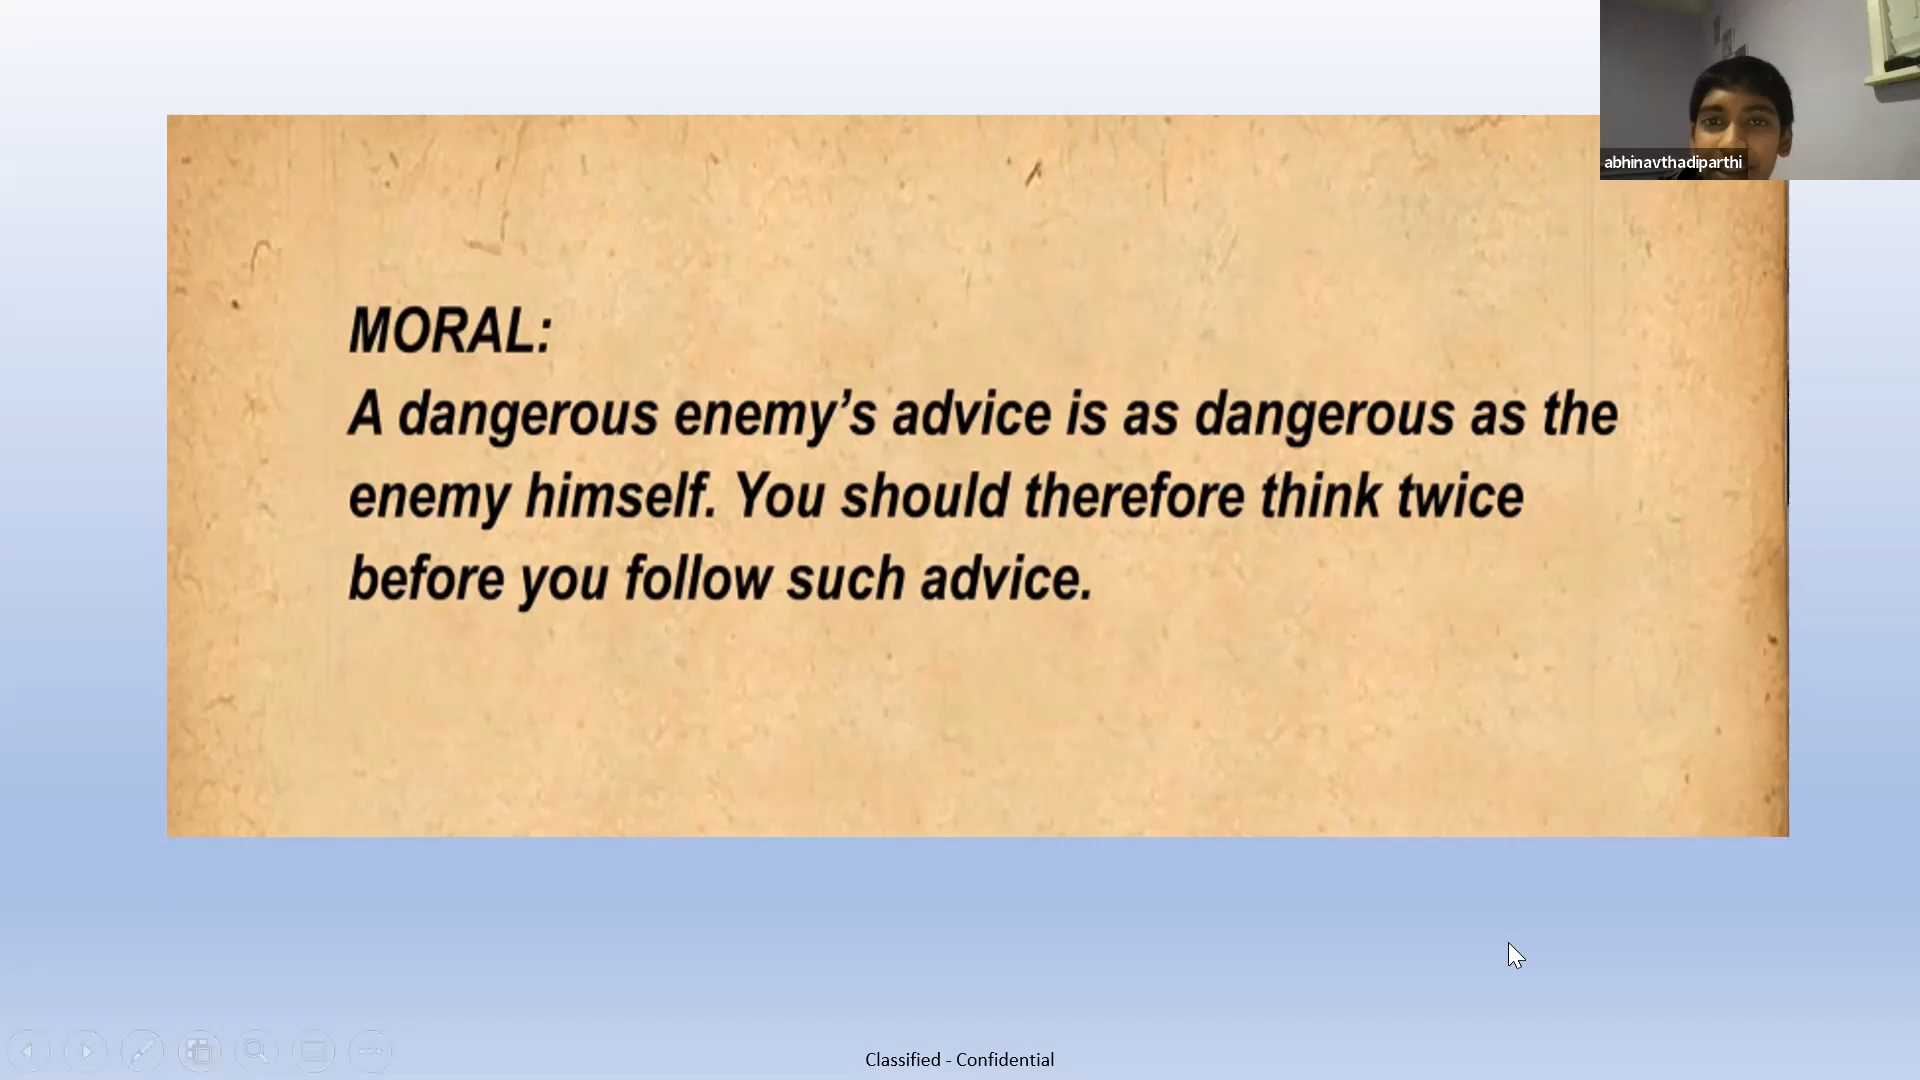 abhinavthadiparthi
MORAL:
A dangerous enemy’s advice is as dangerous as the
enemy himself. You should therefore think twice
before you follow such advice.
Classified - Confidential